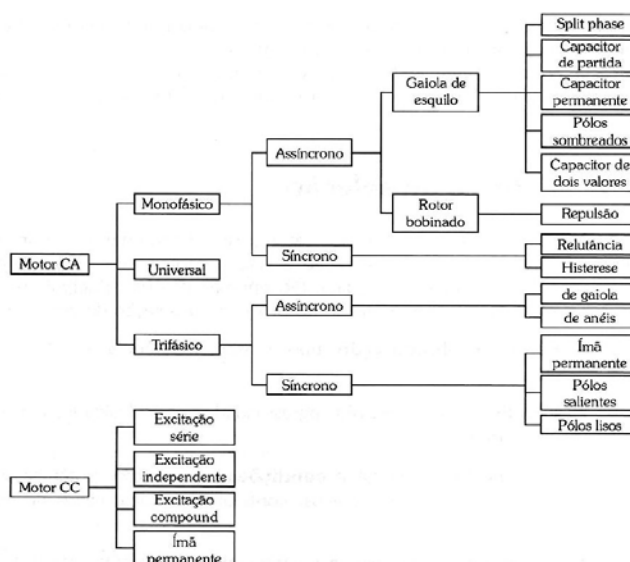 Split phase
Capacitor
de partida
Gaiola de
esquilo
Capacitor
permanente
Pólos
sombreados
Assíncrono
Capacitor de
dois valores
Monofásico
Rotor
bobinado
Repulsão
Síncrono
Relutância
Histerese
Motor CA
Universal
Assíncrono
de gaiola
de anéis
Trifásico
Ímã
permanente
Síncrono
Pólos
salientes
Pólos lisos
Excitação
série
Motor CC
Excitação
independente
Excitação
compound
Ímã
permanente